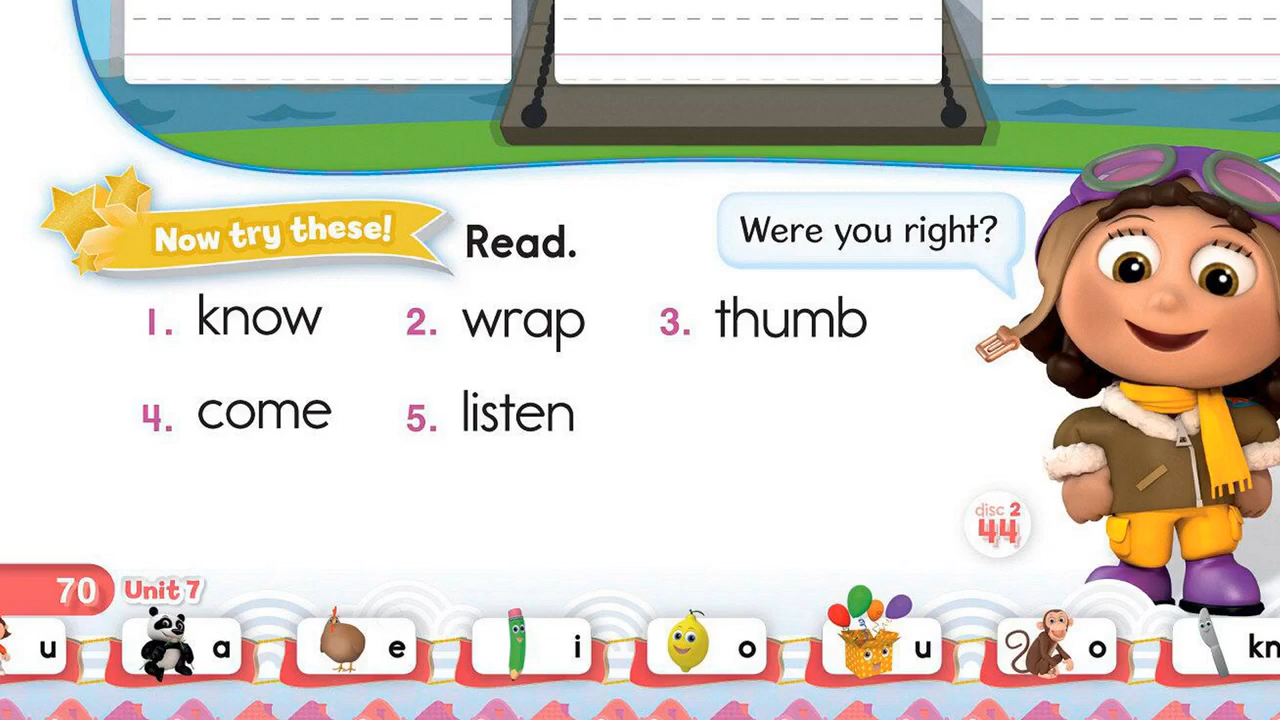 Now try these! Read.
Were you right?
1. know 2. wrap 3. thumb
4. come 5. listen
disc 2
44
70 Unit 7
u a e i o u o kn